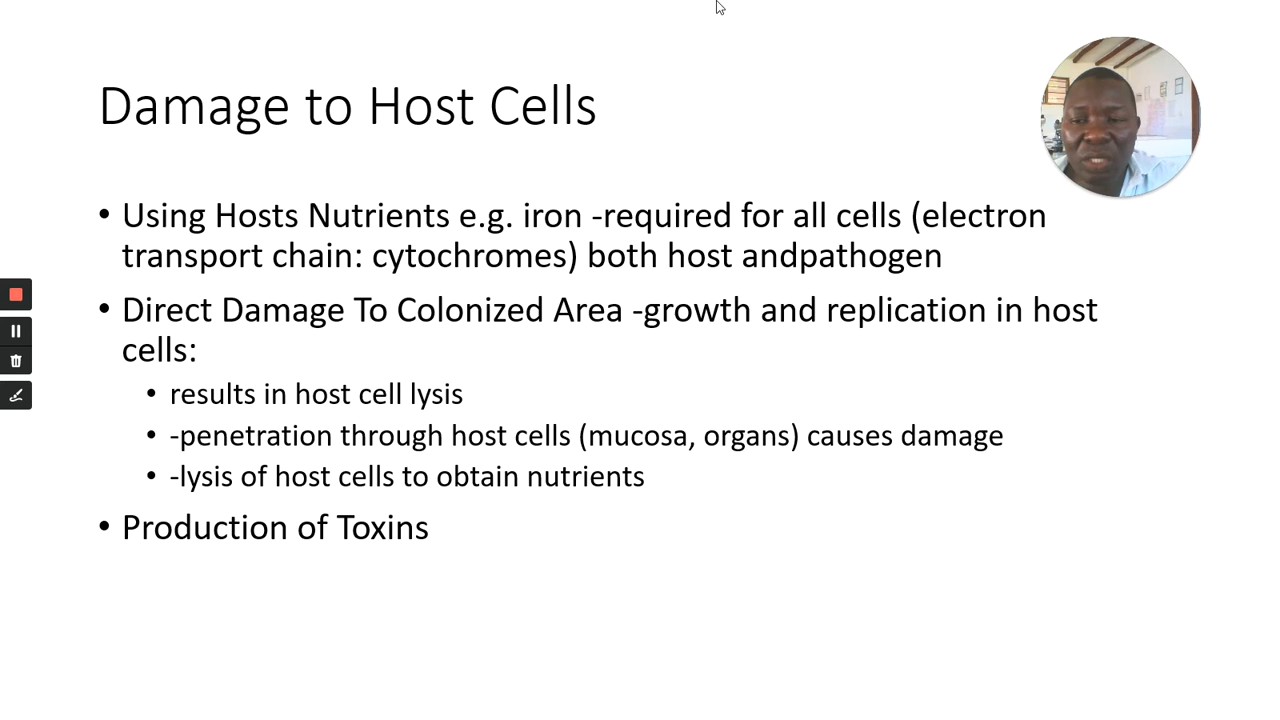 Damage to Host Cells
• Using Hosts Nutrients e.g. iron -required for all cells (electron
transport chain: cytochromes) both host andpathogen
• Direct Damage To Colonized Area -growth and replication in host
cells:
• results in host cell lysis
• -penetration through host cells (mucosa, organs) causes damage
• -lysis of host cells to obtain nutrients
• Production of Toxins